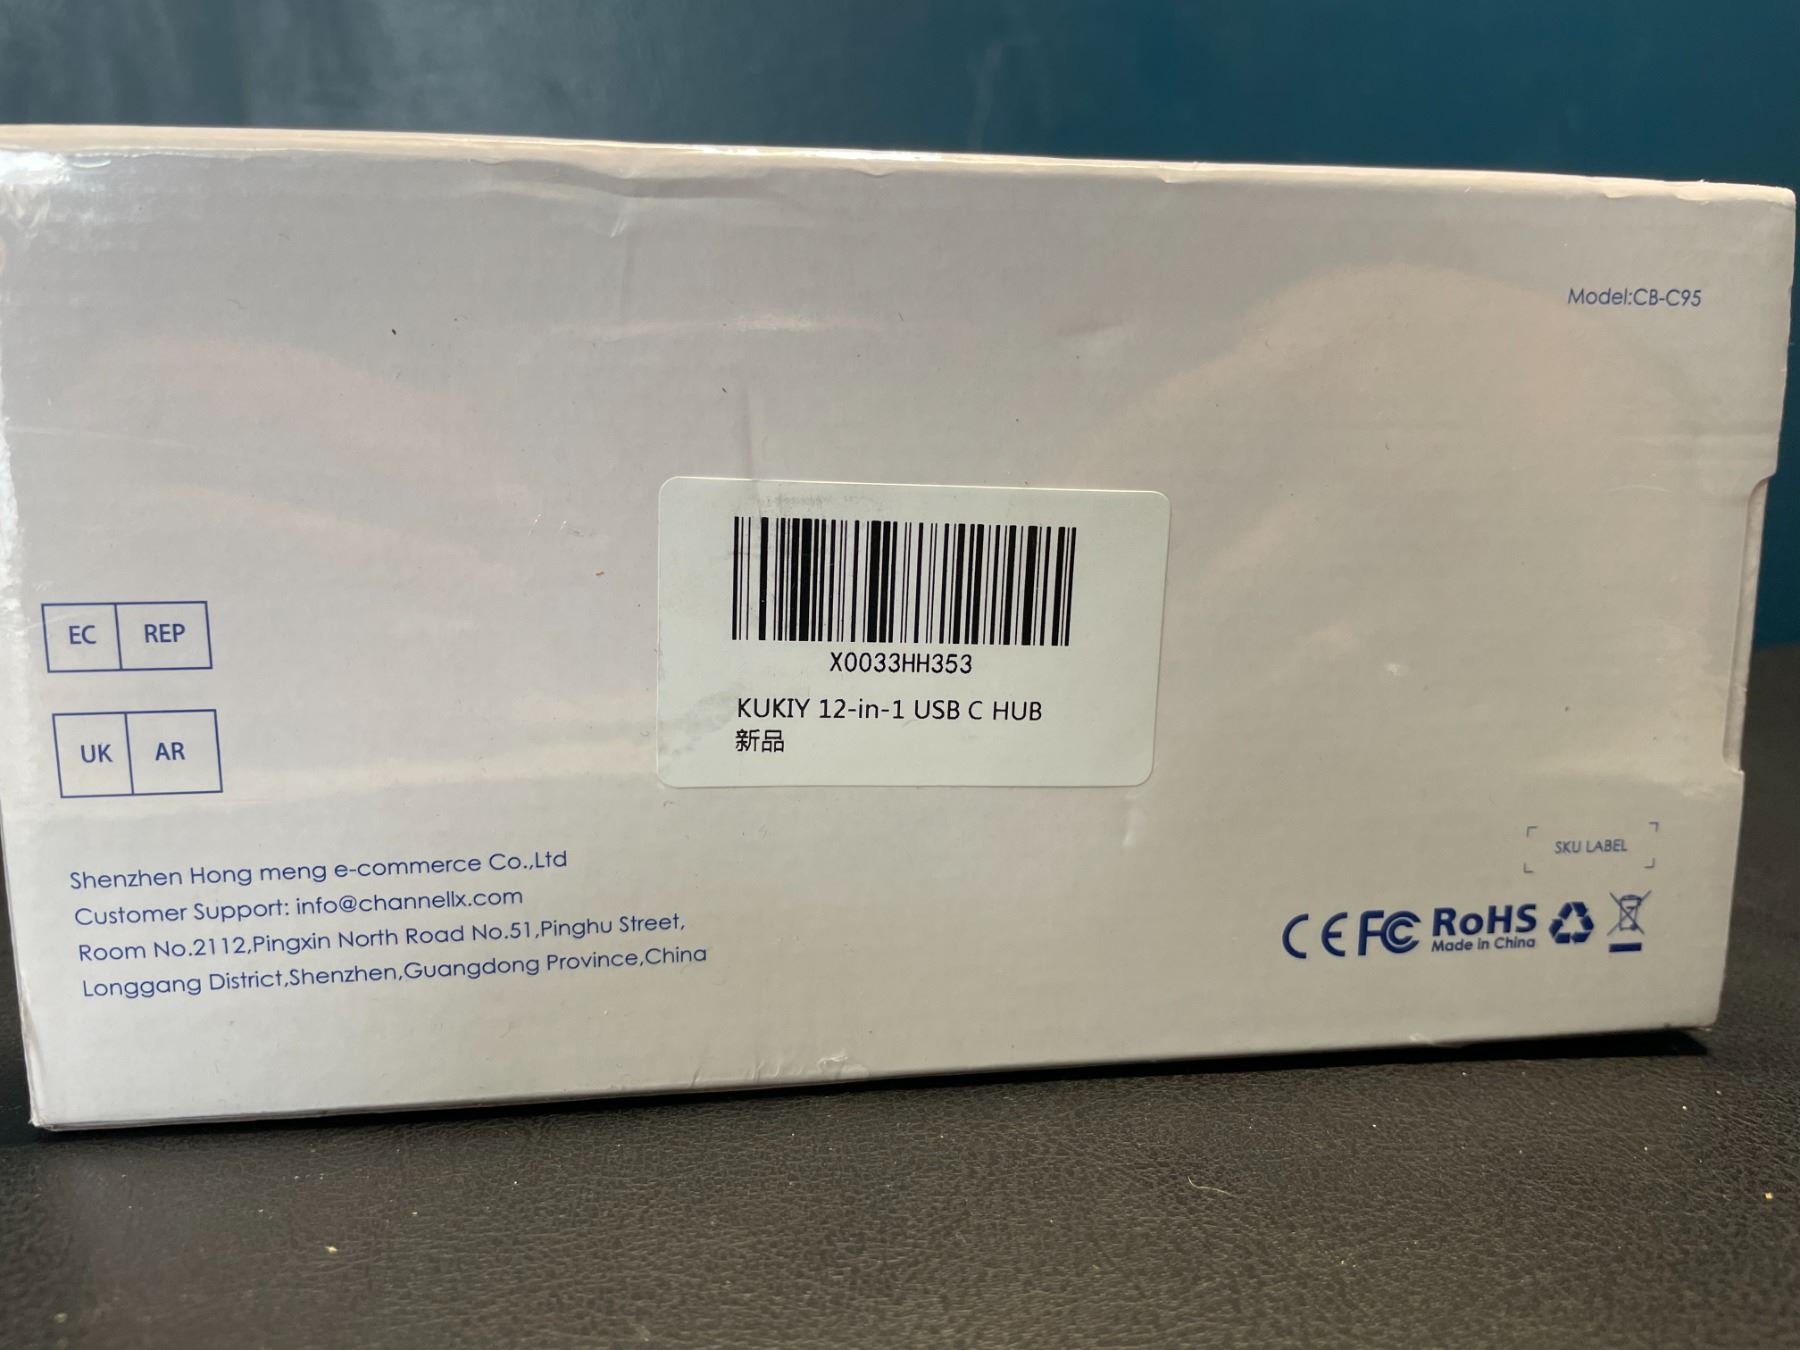 Model:CB-C95
X0033HH353
KUKIY 12-in-1 USB C HUB
新品
EC REP
UK AR
Shenzhen Hong meng e-commerce Co.,Ltd
Customer Support: info@channellx.com
Room No.2112,Pingxin North Road No.51,Pinghu Street,
Longgang District,Shenzhen,Guangdong Province,China
SKU LABEL
CE FC RoHS
Made in China